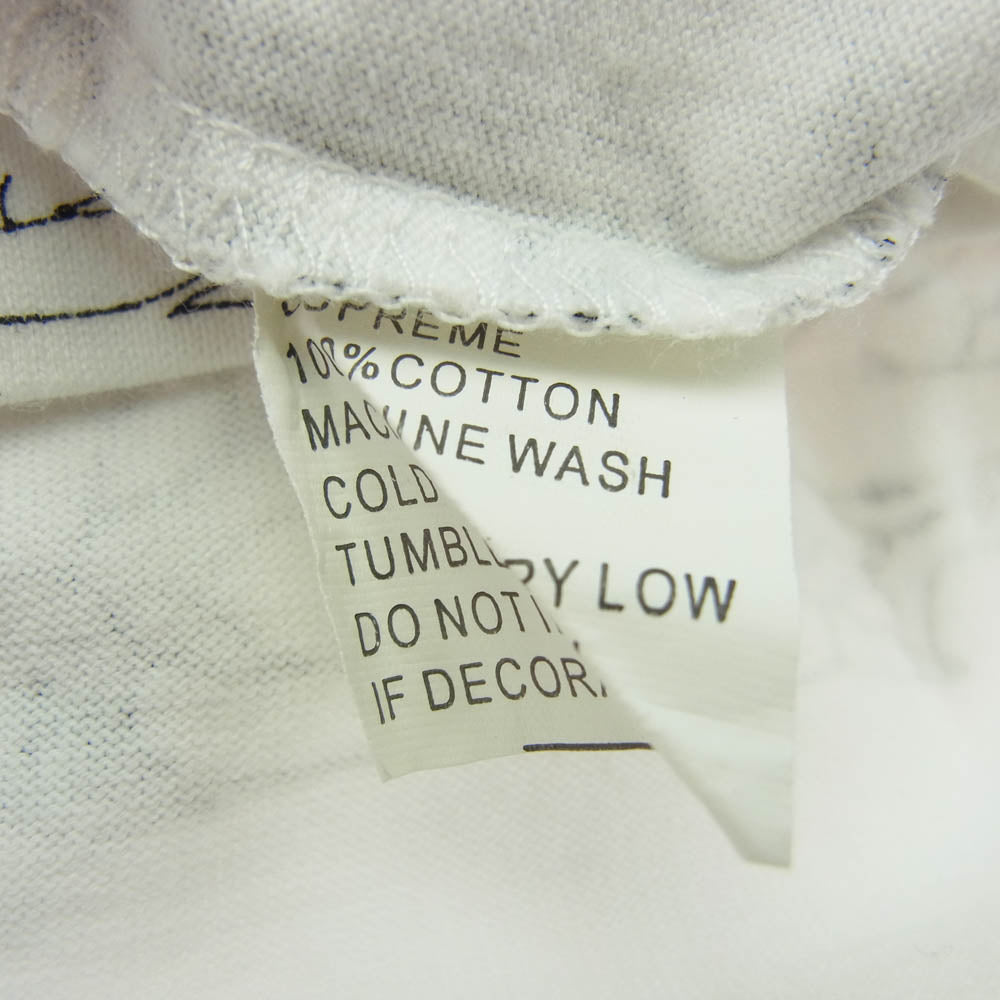 SUPREME
100% COTTON
MACHINE WASH
COLD
TUMBLE DRY LOW
DO NOT
IF